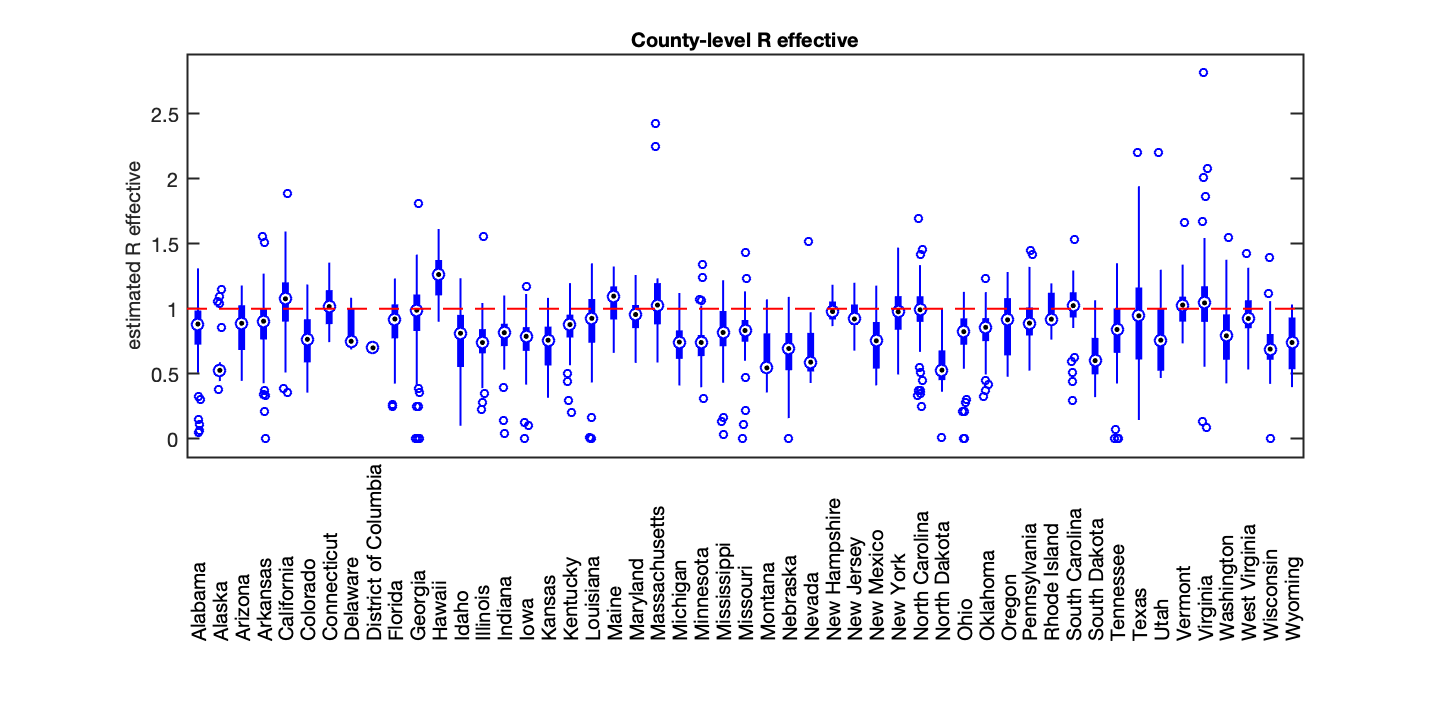 County-level R effective
estimated R effective
2.5
2
1.5
1
0.5
0
Alabama
Alaska
Arizona
Arkansas
California
Colorado
Connecticut
Delaware
District of Columbia
Florida
Georgia
Hawaii
Idaho
Illinois
Indiana
Iowa
Kansas
Kentucky
Louisiana
Maine
Maryland
Massachusetts
Michigan
Minnesota
Mississippi
Missouri
Montana
Nebraska
Nevada
New Hampshire
New Jersey
New Mexico
New York
North Carolina
North Dakota
Ohio
Oklahoma
Oregon
Pennsylvania
Rhode Island
South Carolina
South Dakota
Tennessee
Texas
Utah
Vermont
Virginia
Washington
West Virginia
Wisconsin
Wyoming